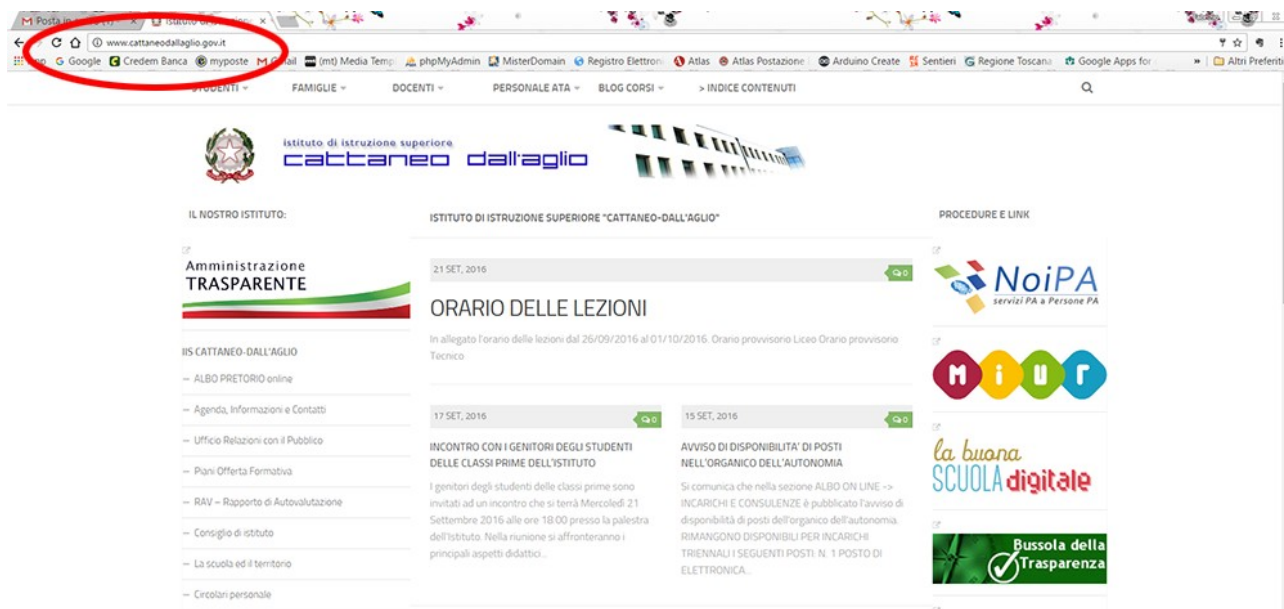 Posta in
www.cattaneodallaglio.gov.it
Google Credem Banca myposte (mt) Media Templ phpMyAdmin MisterDomain Registro Elettron Atlas Atlas Postazione Arduino Create Sentieri Regione Toscana Google Apps for » Altri Preferiti
STUDENTI FAMIGLIE DOCENTI PERSONALE ATA BLOG CORSI > INDICE CONTENUTI
istituto di istruzione superiore
cattaneo dall'aglio
IL NOSTRO ISTITUTO:
Amministrazione
TRASPARENTE
IIS CATTANEO-DALL'AGLIO
– ALBO PRETORIO online
– Agenda, Informazioni e Contatti
– Ufficio Relazioni con il Pubblico
– Piani Offerta Formativa
– RAV – Rapporto di Autovalutazione
– Consiglio di istituto
– La scuola ed il territorio
– Circolari personale
ISTITUTO DI ISTRUZIONE SUPERIORE "CATTANEO-DALL'AGLIO"
21 SET, 2016 0
ORARIO DELLE LEZIONI
In allegato l'orario delle lezioni dal 26/09/2016 al 01/10/2016. Orario provvisorio Liceo Orario provvisorio
Tecnico
17 SET, 2016 0
INCONTRO CON I GENITORI DEGLI STUDENTI
DELLE CLASSI PRIME DELL'ISTITUTO
I genitori degli studenti delle classi prime sono
invitati ad un incontro che si terrà Mercoledì 21
Settembre 2016 alle ore 18.00 presso la palestra
dell'Istituto. Nella riunione si affronteranno i
principali aspetti didattici...
15 SET, 2016 0
AVVISO DI DISPONIBILITA' DI POSTI
NELL'ORGANICO DELL'AUTONOMIA
Si comunica che nella sezione ALBO ON LINE ->
INCARICHI E CONSULENZE è pubblicato l'avviso di
disponibilità di posti dell'organico dell'autonomia.
RIMANGONO DISPONIBILI PER INCARICHI
TRIENNALI I SEGUENTI POSTI: N. 1 POSTO DI
ELETTRONICA...
PROCEDURE E LINK
NoiPA
servizi PA a Persone PA
MiUr
la buona
SCUOLA digitale
Bussola della
Trasparenza